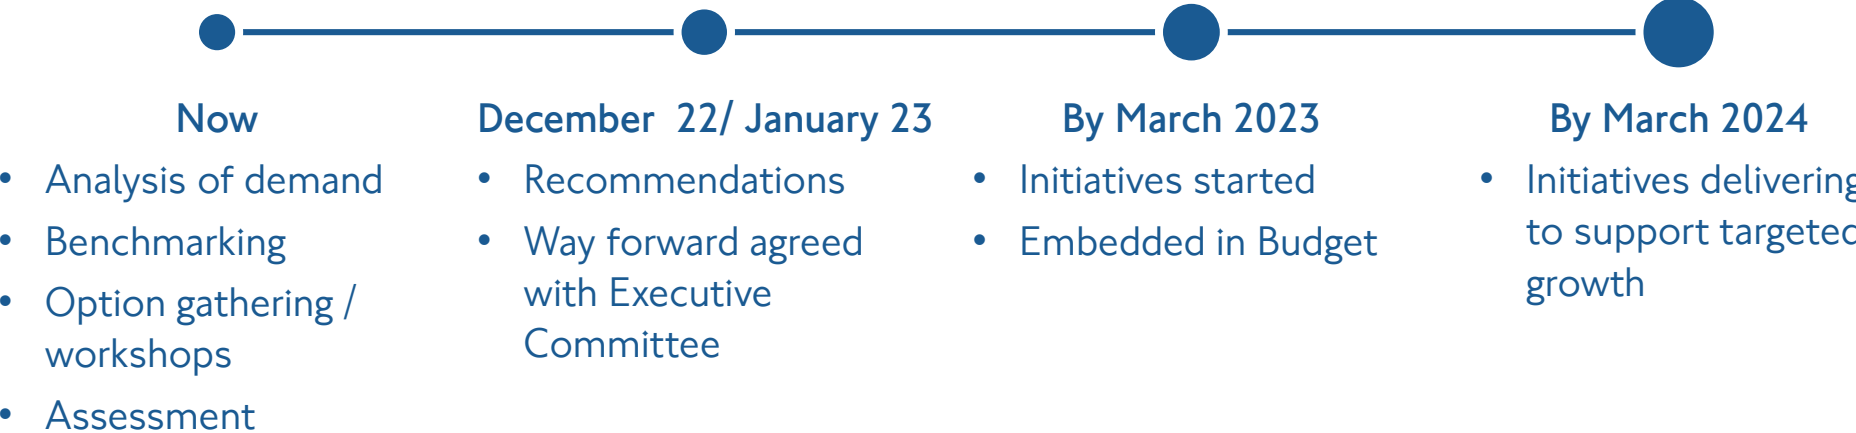 Now
• Analysis of demand
• Benchmarking
• Option gathering /
workshops
• Assessment
December  22/ January 23
• Recommendations
• Way forward agreed
with Executive
Committee
By March 2023
• Initiatives started
• Embedded in Budget
By March 2024
• Initiatives delivering
to support targeted
growth